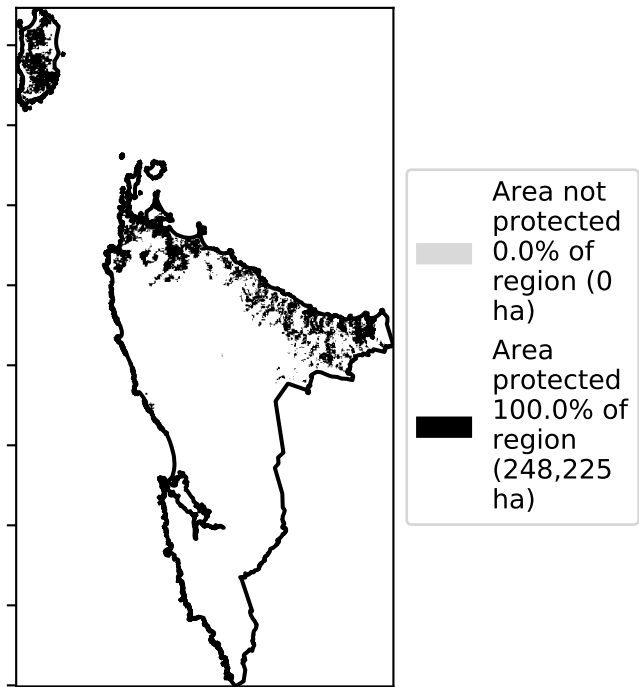 Area not
protected
0.0% of
region (0
ha)
Area
protected
100.0% of
region
(248,225
ha)